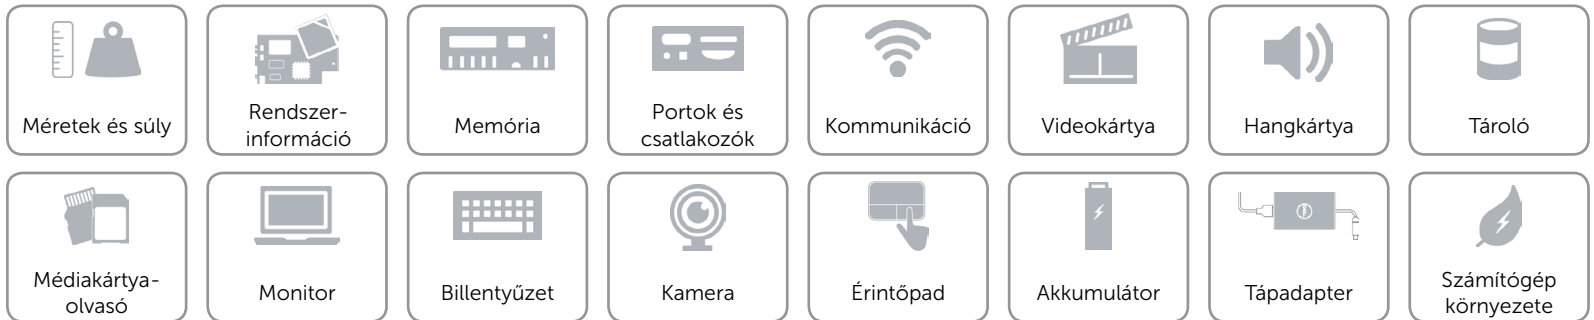 Méretek és súly
Rendszer-
információ
Memória
Portok és
csatlakozók
Kommunikáció
Videokártya
Hangkártya
Tároló
Médiakártya-
olvasó
Monitor
Billentyűzet
Kamera
Érintőpad
Akkumulátor
Tápadapter
Számítógép
környezete